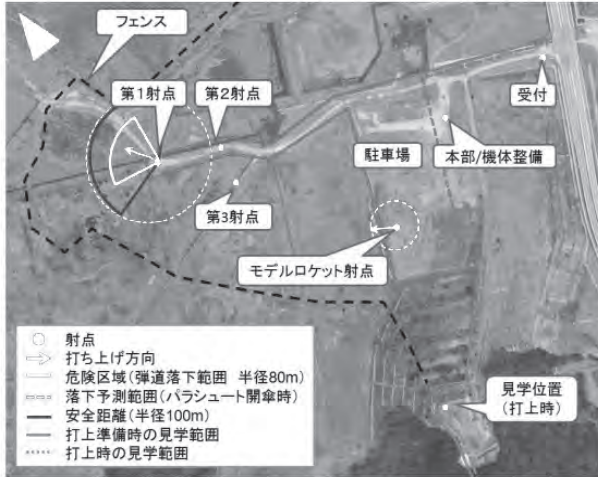 フェンス
第1射点
第2射点
受付
駐車場
本部/機体整備
第3射点
モデルロケット射点
射点
打ち上げ方向
危険区域(弾道落下範囲　半径80m)
落下予測範囲(パラシュート開傘時)
安全距離(半径100m)
打上準備時の見学範囲
打上時の見学範囲
見学位置
(打上時)